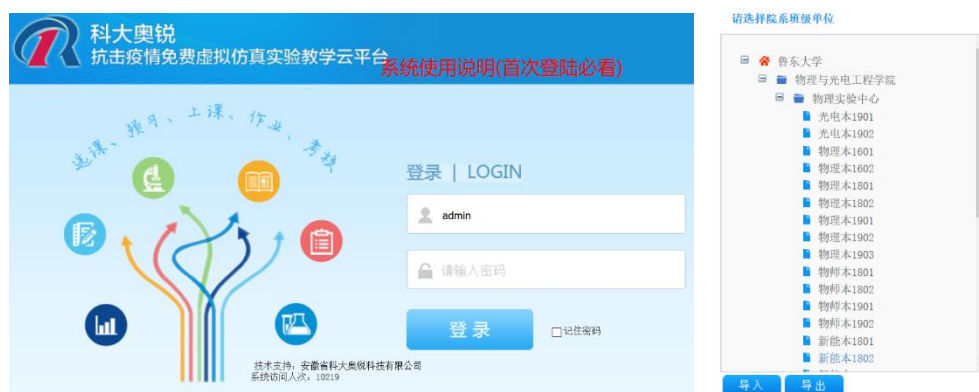 科大奥锐
抗击疫情免费虚拟仿真实验教学云平台
系统使用说明(首次登陆必看)
选课、预习、上课、作业、考核
登录 | LOGIN
admin
请输入密码
登录
记住密码
技术支持：安徽省科大奥锐科技有限公司
系统访问人次：10219
请选择院系班级单位
鲁东大学
物理与光电工程学院
物理实验中心
光电本1901
光电本1902
物理本1601
物理本1602
物理本1801
物理本1802
物理本1901
物理本1902
物理本1903
物师本1801
物师本1802
物师本1901
物师本1902
新能本1801
新能本1802
导入
导出